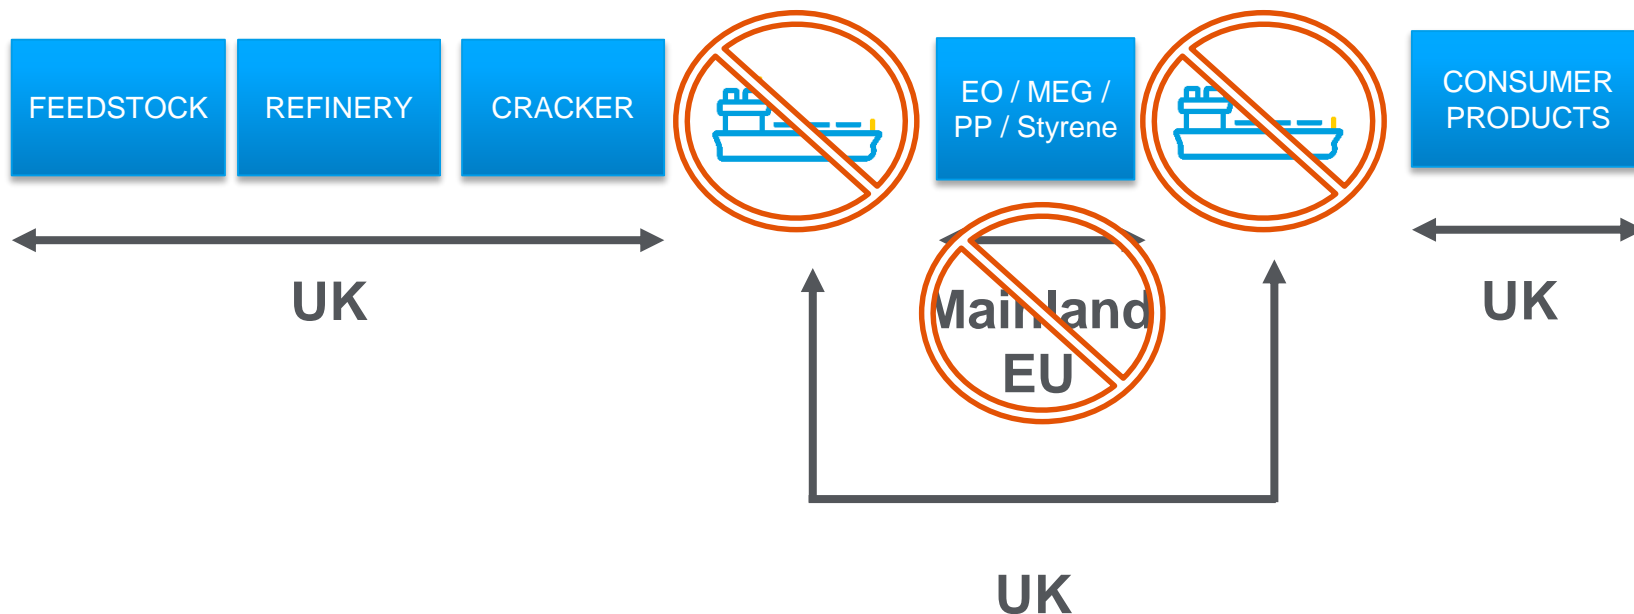 FEEDSTOCK
REFINERY
CRACKER
EO / MEG /
PP / Styrene
CONSUMER
PRODUCTS
UK
Mainland
EU
UK
UK